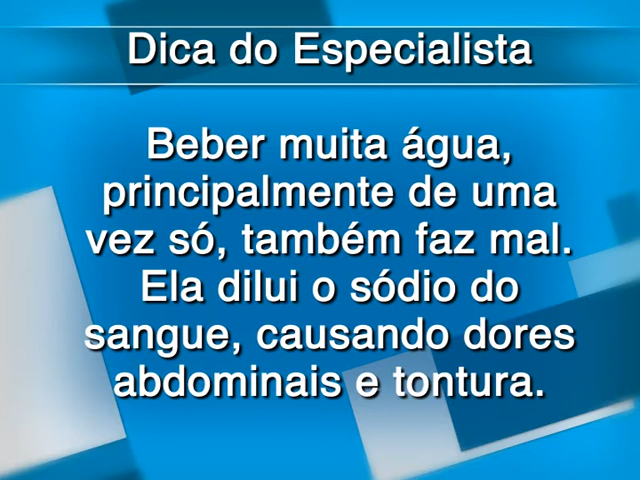 Dica do Especialista
Beber muita água,
principalmente de uma
vez só, também faz mal.
Ela dilui o sódio do
sangue, causando dores
abdominais e tontura.